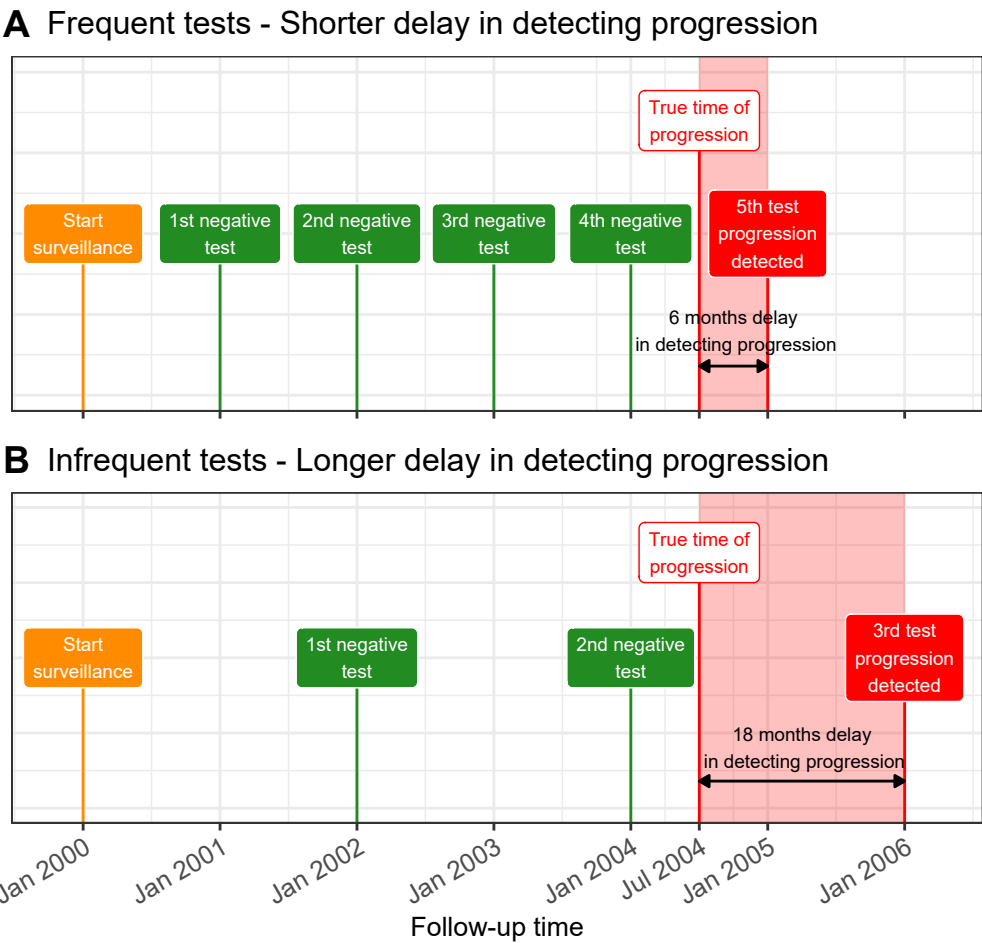 A Frequent tests - Shorter delay in detecting progression
True time of
progression
Start
surveillance
1st negative
test
2nd negative
test
3rd negative
test
4th negative
test
5th test
progression
detected
6 months delay
in detecting progression
B Infrequent tests - Longer delay in detecting progression
True time of
progression
Start
surveillance
1st negative
test
2nd negative
test
3rd test
progression
detected
18 months delay
in detecting progression
Jan 2000
Jan 2001
Jan 2002
Jan 2003
Jan 2004
Jul 2004
Jan 2005
Jan 2006
Follow-up time